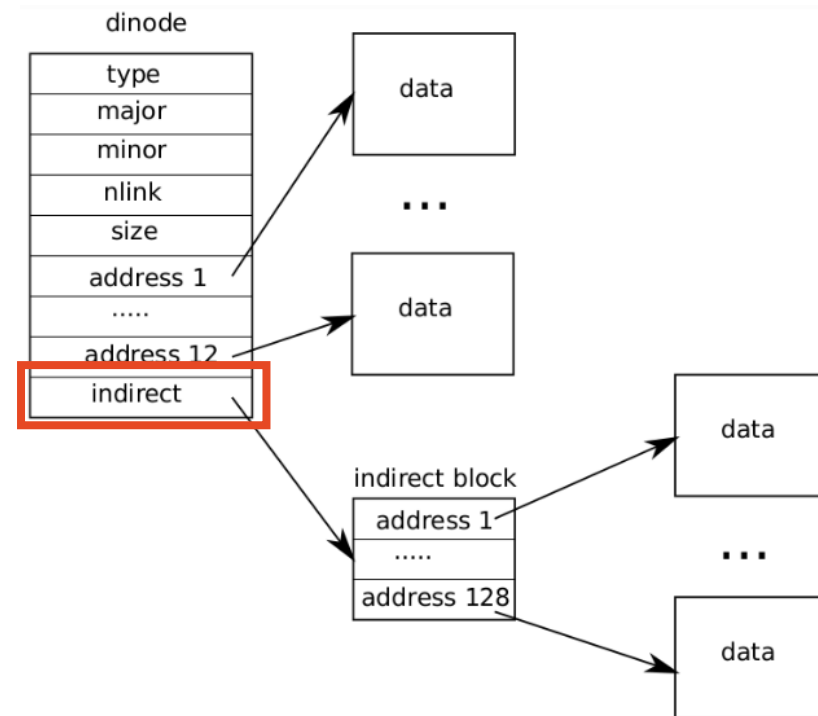 dinode
type
major
minor
nlink
size
address 1
.....
address 12
indirect
data
...
data
indirect block
address 1
.....
address 128
data
...
data